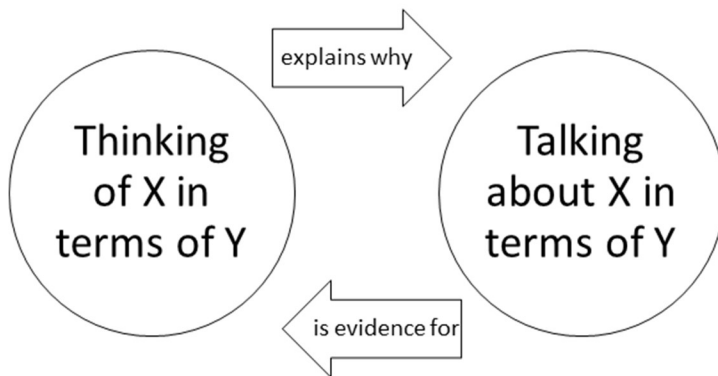 explains why
Thinking
of X in
terms of Y
Talking
about X in
terms of Y
is evidence for